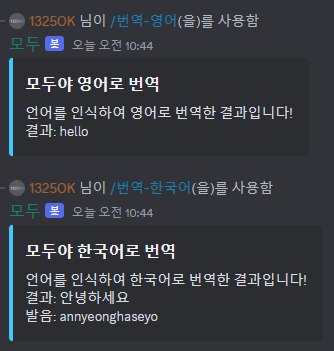 1325OK 님이 /번역-영어(을)를 사용함
모두 봇 오늘 오전 10:44
모두야 영어로 번역
언어를 인식하여 영어로 번역한 결과입니다!
결과: hello
1325OK 님이 /번역-한국어(을)를 사용함
모두 봇 오늘 오전 10:44
모두야 한국어로 번역
언어를 인식하여 한국어로 번역한 결과입니다!
결과: 안녕하세요
발음: annyeonghaseyo